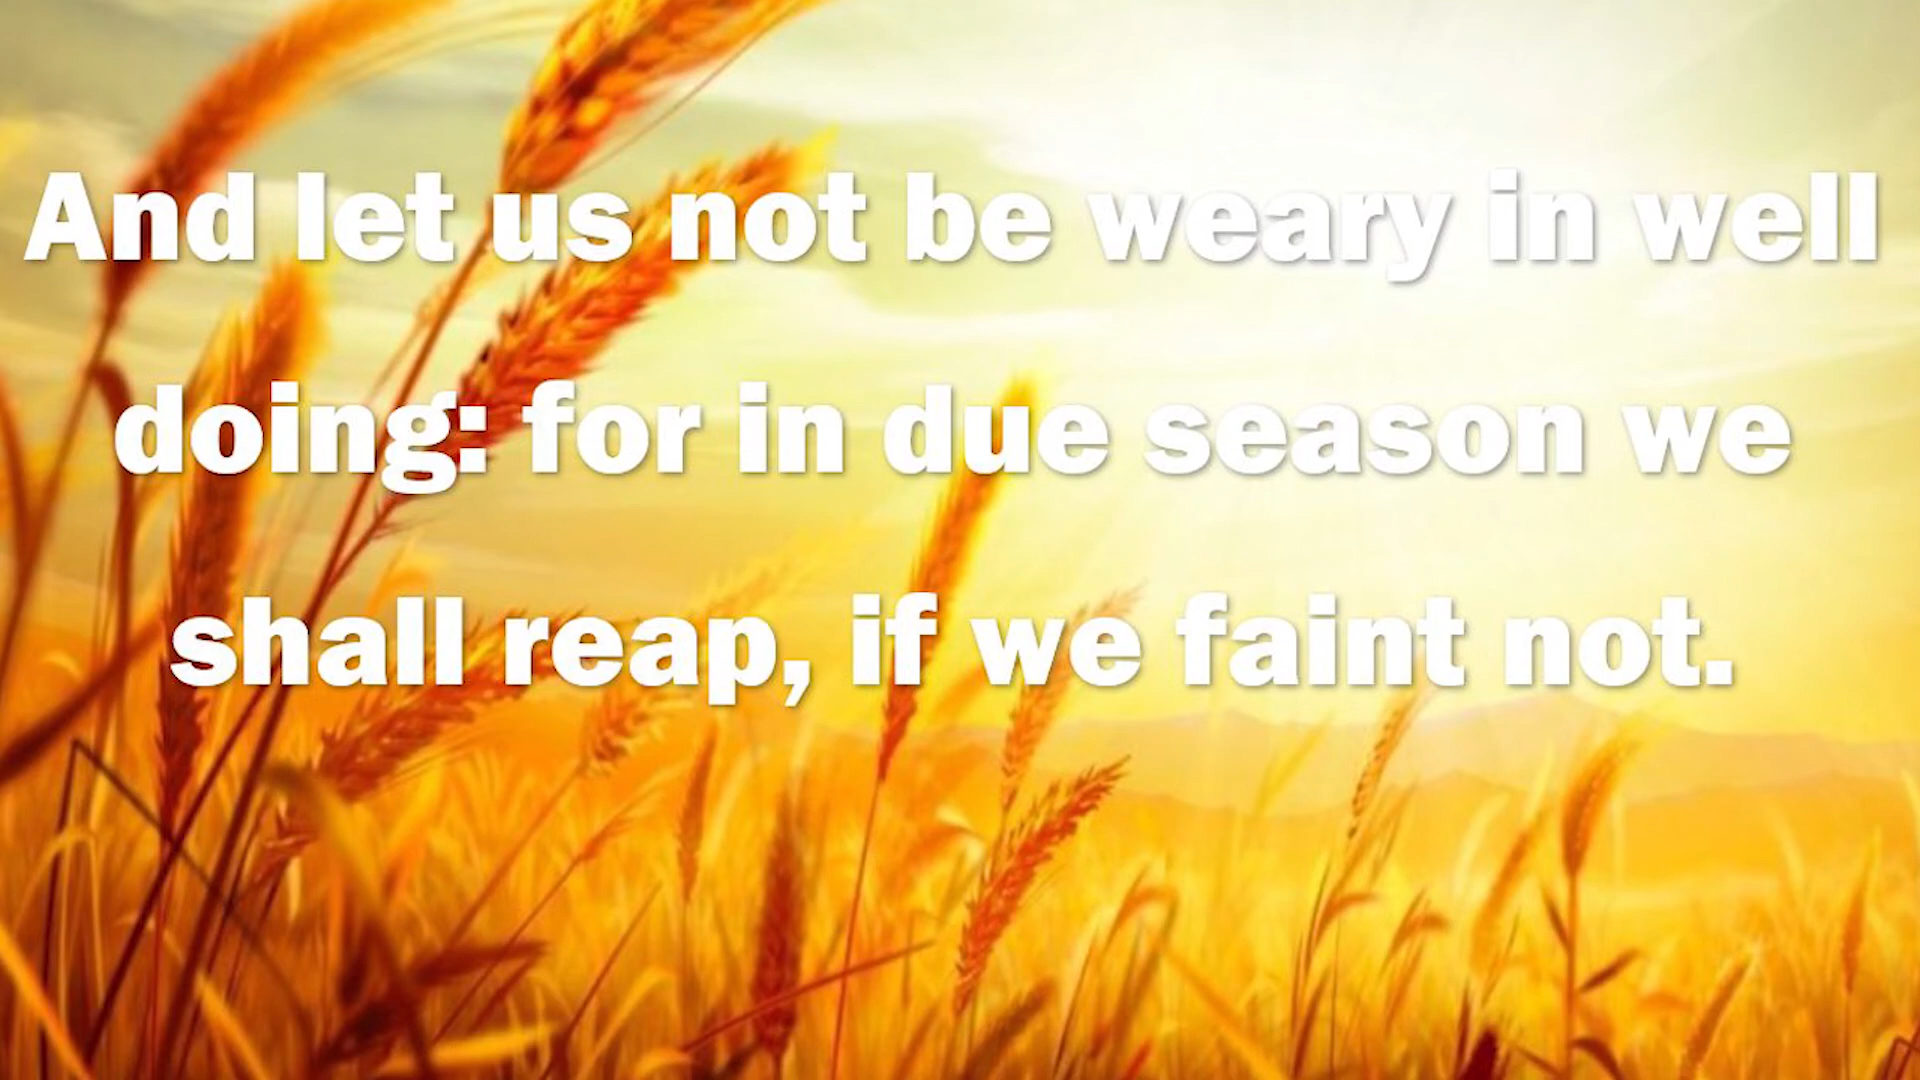 And let us not be weary in well
doing: for in due season we
shall reap, if we faint not.